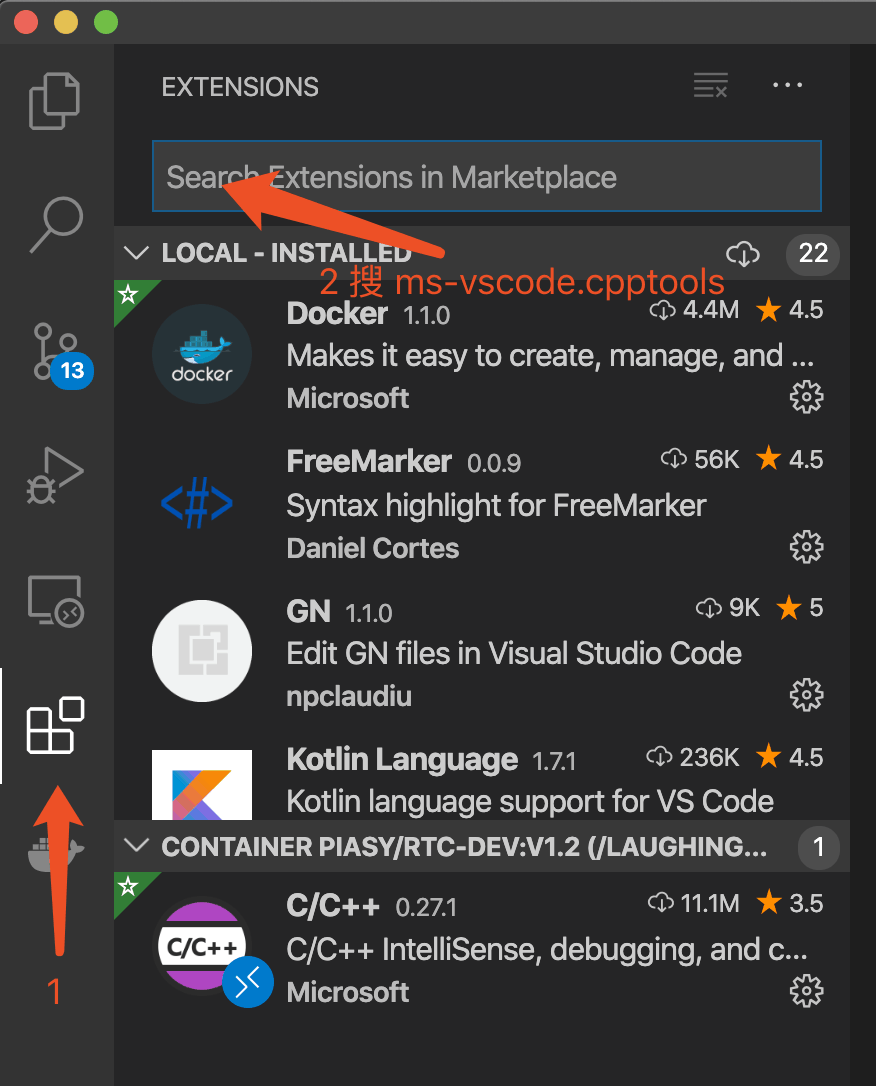 EXTENSIONS
Search Extensions in Marketplace
LOCAL - INSTALLED 22
2 搜 ms-vscode.cpptools
Docker 1.1.0 4.4M 4.5
docker
Makes it easy to create, manage, and ...
Microsoft
13
FreeMarker 0.0.9 56K 4.5
<#>
Syntax highlight for FreeMarker
Daniel Cortes
GN 1.1.0 9K 5
Edit GN files in Visual Studio Code
npclaudiu
Kotlin Language 1.7.1 236K 4.5
Kotlin language support for VS Code
CONTAINER PIASY/RTC-DEV:V1.2 (/LAUGHING... 1
C/C++ 0.27.1 11.1M 3.5
C/C++
C/C++ IntelliSense, debugging, and c...
Microsoft
1